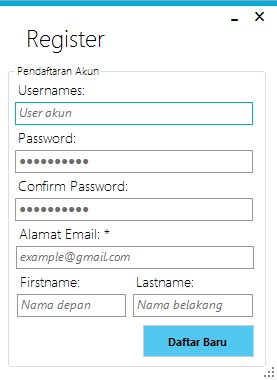 Register
Pendaftaran Akun
Usernames:
User akun
Password:
●●●●●●●●●●
Confirm Password:
●●●●●●●●●●
Alamat Email: *
example@gmail.com
Firstname: Lastname:
Nama depan Nama belakang
Daftar Baru